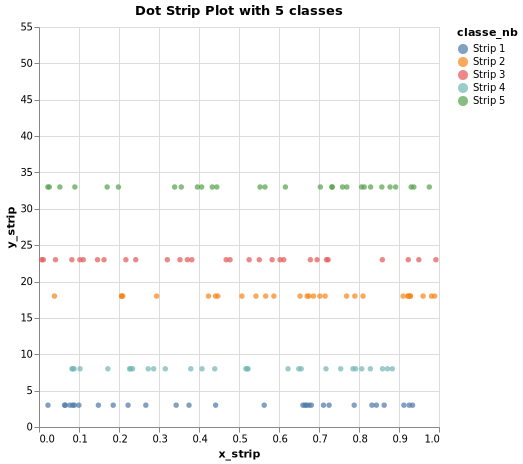 Dot Strip Plot with 5 classes
classe_nb
Strip 1
Strip 2
Strip 3
Strip 4
Strip 5
y_strip
55
50
45
40
35
30
25
20
15
10
5
0
0.0 0.1 0.2 0.3 0.4 0.5 0.6 0.7 0.8 0.9 1.0
x_strip